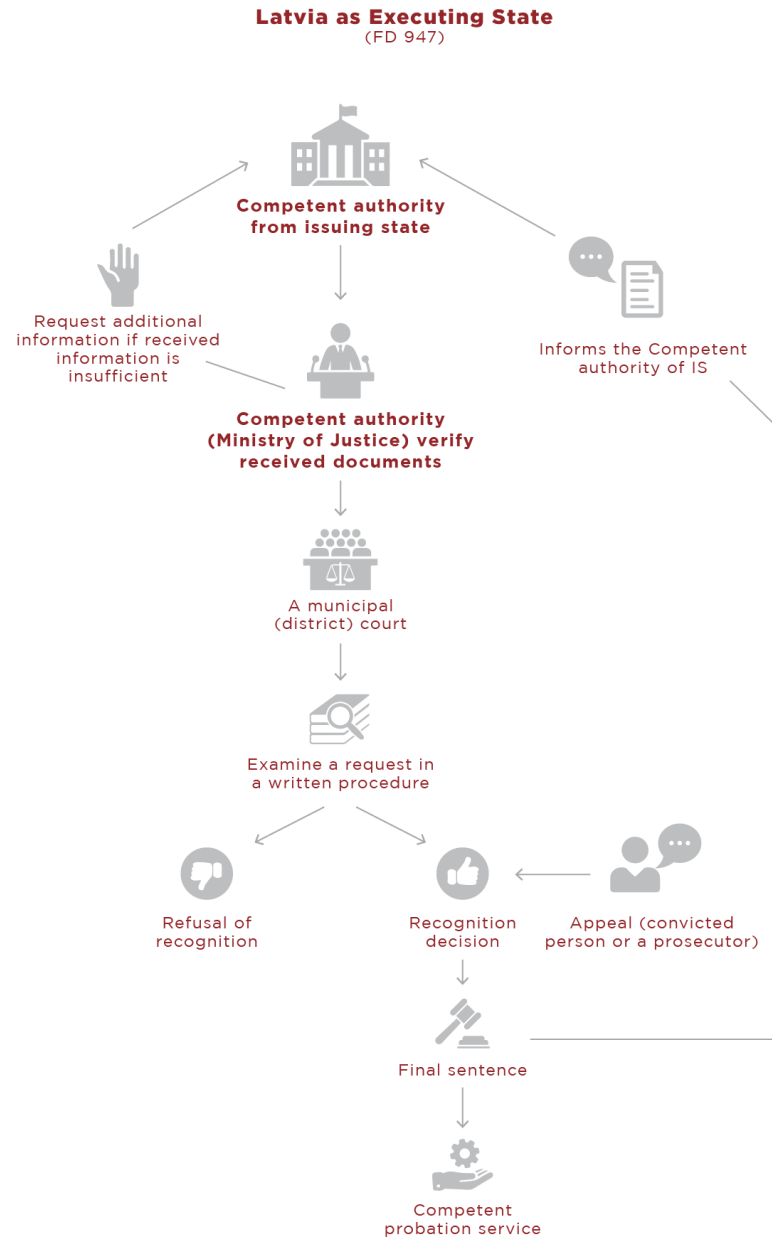 Latvia as Executing State
(FD 947)
Competent authority
from issuing state
Request additional
information if received
information is
insufficient
Informs the Competent
authority of IS
Competent authority
(Ministry of Justice) verify
received documents
A municipal
(district) court
Examine a request in
a written procedure
Refusal of
recognition
Recognition
decision
Appeal (convicted
person or a prosecutor)
Final sentence
Competent
probation service